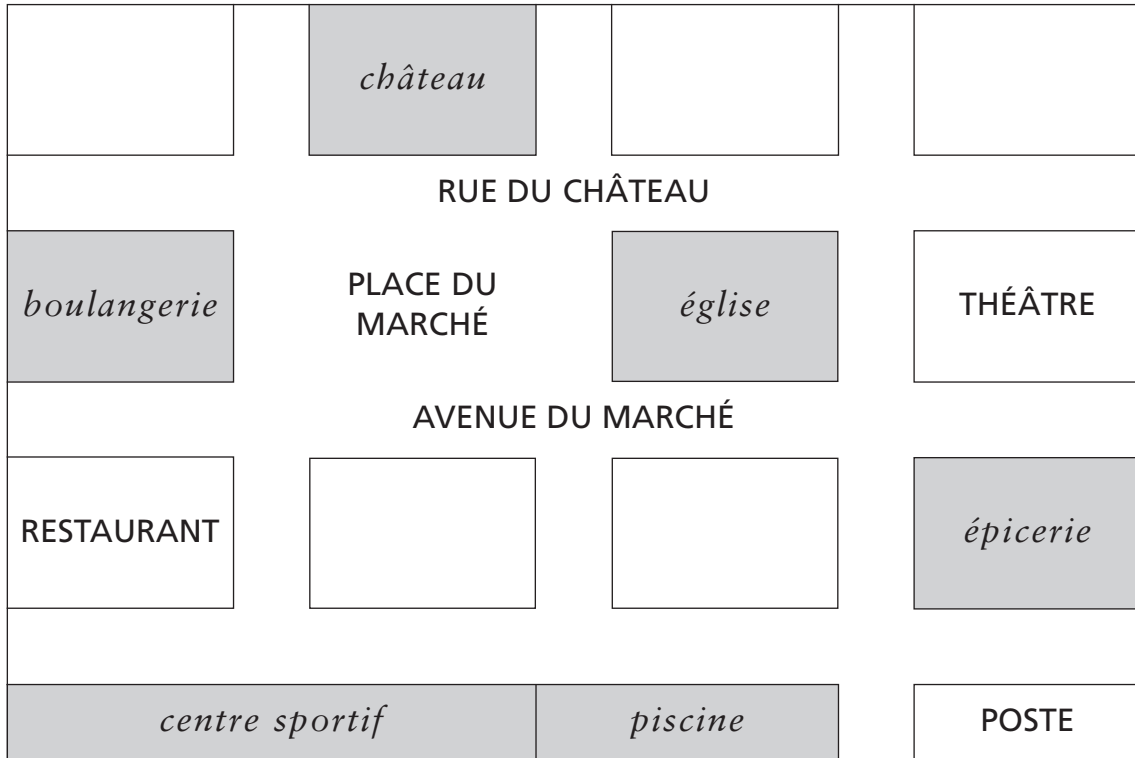 château
RUE DU CHÂTEAU
boulangerie
PLACE DU
MARCHÉ
église
THÉÂTRE
AVENUE DU MARCHÉ
RESTAURANT
épicerie
centre sportif
piscine
POSTE